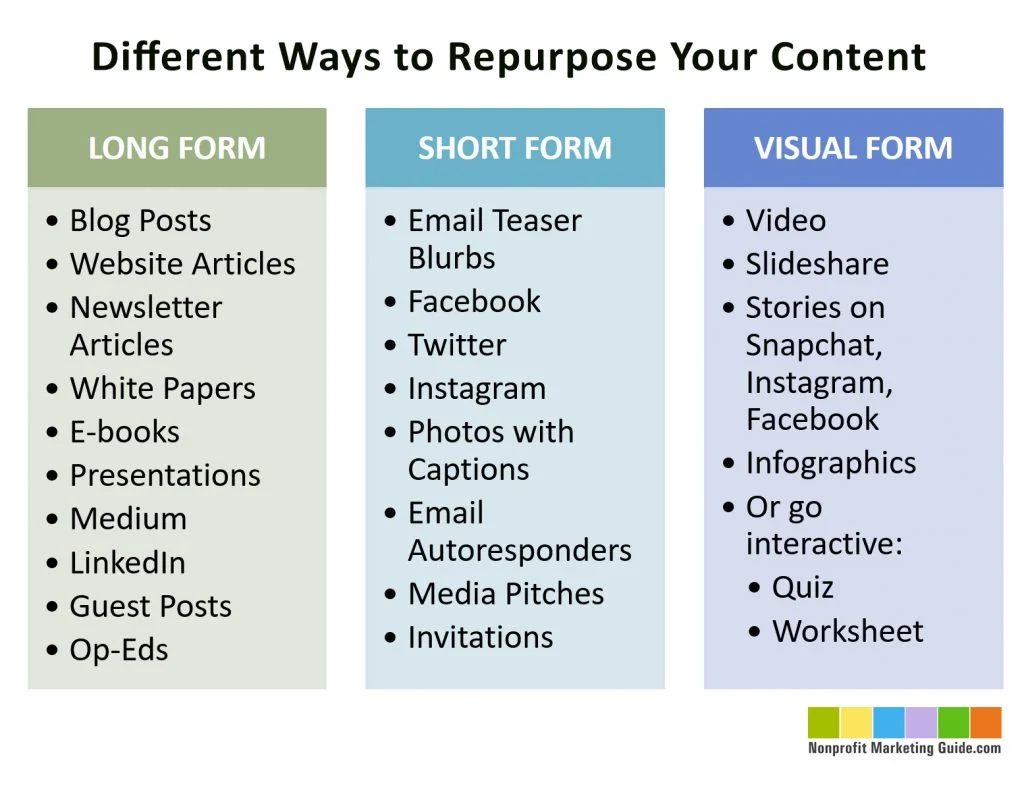 Different Ways to Repurpose Your Content
LONG FORM
• Blog Posts
• Website Articles
• Newsletter
Articles
• White Papers
• E-books
• Presentations
• Medium
• LinkedIn
• Guest Posts
• Op-Eds
SHORT FORM
• Email Teaser
Blurbs
• Facebook
• Twitter
• Instagram
• Photos with
Captions
• Email
Autoresponders
• Media Pitches
• Invitations
VISUAL FORM
• Video
• Slideshare
• Stories on
Snapchat,
Instagram,
Facebook
• Infographics
• Or go
interactive:
• Quiz
• Worksheet
Nonprofit Marketing Guide.com